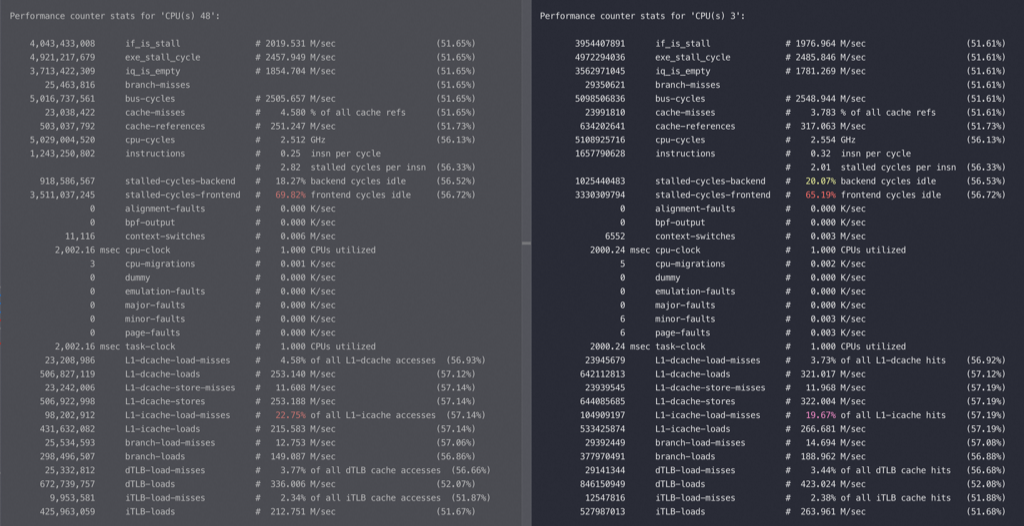 Performance counter stats for 'CPU(s) 48':
4,043,433,008 if_is_stall # 2019.531 M/sec (51.65%)
4,921,217,679 exe_stall_cycle # 2457.949 M/sec (51.65%)
3,713,422,309 iq_is_empty # 1854.704 M/sec (51.65%)
25,463,816 branch-misses (51.65%)
5,016,737,561 bus-cycles # 2505.657 M/sec (51.65%)
23,038,422 cache-misses # 4.580 % of all cache refs (51.65%)
503,037,792 cache-references # 251.247 M/sec (51.73%)
5,029,004,520 cpu-cycles # 2.512 GHz (56.13%)
1,243,250,802 instructions # 0.25 insn per cycle
# 2.82 stalled cycles per insn (56.33%)
918,586,567 stalled-cycles-backend # 18.27% backend cycles idle (56.52%)
3,511,037,245 stalled-cycles-frontend # 69.82% frontend cycles idle (56.72%)
0 alignment-faults # 0.000 K/sec
0 bpf-output # 0.000 K/sec
11,116 context-switches # 0.006 M/sec
2,002.16 msec cpu-clock # 1.000 CPUs utilized
3 cpu-migrations # 0.001 K/sec
0 dummy # 0.000 K/sec
0 emulation-faults # 0.000 K/sec
0 major-faults # 0.000 K/sec
0 minor-faults # 0.000 K/sec
0 page-faults # 0.000 K/sec
2,002.16 msec task-clock # 1.000 CPUs utilized
23,208,986 L1-dcache-load-misses # 4.58% of all L1-dcache accesses (56.93%)
506,827,119 L1-dcache-loads # 253.140 M/sec (57.12%)
23,242,006 L1-dcache-store-misses # 11.608 M/sec (57.14%)
506,922,998 L1-dcache-stores # 253.188 M/sec (57.14%)
98,202,912 L1-icache-load-misses # 22.75% of all L1-icache accesses (57.14%)
431,632,082 L1-icache-loads # 215.583 M/sec (57.14%)
25,534,593 branch-load-misses # 12.753 M/sec (57.06%)
298,496,507 branch-loads # 149.087 M/sec (56.86%)
25,332,812 dTLB-load-misses # 3.77% of all dTLB cache accesses (56.66%)
672,739,757 dTLB-loads # 336.006 M/sec (52.07%)
9,953,581 iTLB-load-misses # 2.34% of all iTLB cache accesses (51.87%)
425,963,059 iTLB-loads # 212.751 M/sec (51.67%)
Performance counter stats for 'CPU(s) 3':
3954407891 if_is_stall # 1976.964 M/sec (51.61%)
4972294036 exe_stall_cycle # 2485.846 M/sec (51.61%)
3562971045 iq_is_empty # 1781.269 M/sec (51.61%)
29350621 branch-misses (51.61%)
5098506836 bus-cycles # 2548.944 M/sec (51.61%)
23991810 cache-misses # 3.783 % of all cache refs (51.61%)
634202641 cache-references # 317.063 M/sec (51.73%)
5108925716 cpu-cycles # 2.554 GHz (56.13%)
1657790628 instructions # 0.32 insn per cycle
# 2.01 stalled cycles per insn (56.33%)
1025440483 stalled-cycles-backend # 20.07% backend cycles idle (56.53%)
3330309794 stalled-cycles-frontend # 65.19% frontend cycles idle (56.72%)
0 alignment-faults # 0.000 K/sec
0 bpf-output # 0.000 K/sec
6552 context-switches # 0.003 M/sec
2000.24 msec cpu-clock # 1.000 CPUs utilized
5 cpu-migrations # 0.002 K/sec
0 dummy # 0.000 K/sec
0 emulation-faults # 0.000 K/sec
0 major-faults # 0.000 K/sec
6 minor-faults # 0.003 K/sec
6 page-faults # 0.003 K/sec
2000.24 msec task-clock # 1.000 CPUs utilized
23945679 L1-dcache-load-misses # 3.73% of all L1-dcache hits (56.92%)
642112813 L1-dcache-loads # 321.017 M/sec (57.12%)
23939545 L1-dcache-store-misses # 11.968 M/sec (57.19%)
644085685 L1-dcache-stores # 322.004 M/sec (57.19%)
104909197 L1-icache-load-misses # 19.67% of all L1-icache hits (57.19%)
533425874 L1-icache-loads # 266.681 M/sec (57.19%)
29392449 branch-load-misses # 14.694 M/sec (57.08%)
377970491 branch-loads # 188.962 M/sec (56.88%)
29141344 dTLB-load-misses # 3.44% of all dTLB cache hits (56.68%)
846150949 dTLB-loads # 423.024 M/sec (52.08%)
12547816 iTLB-load-misses # 2.38% of all iTLB cache hits (51.88%)
527987013 iTLB-loads # 263.961 M/sec (51.68%)